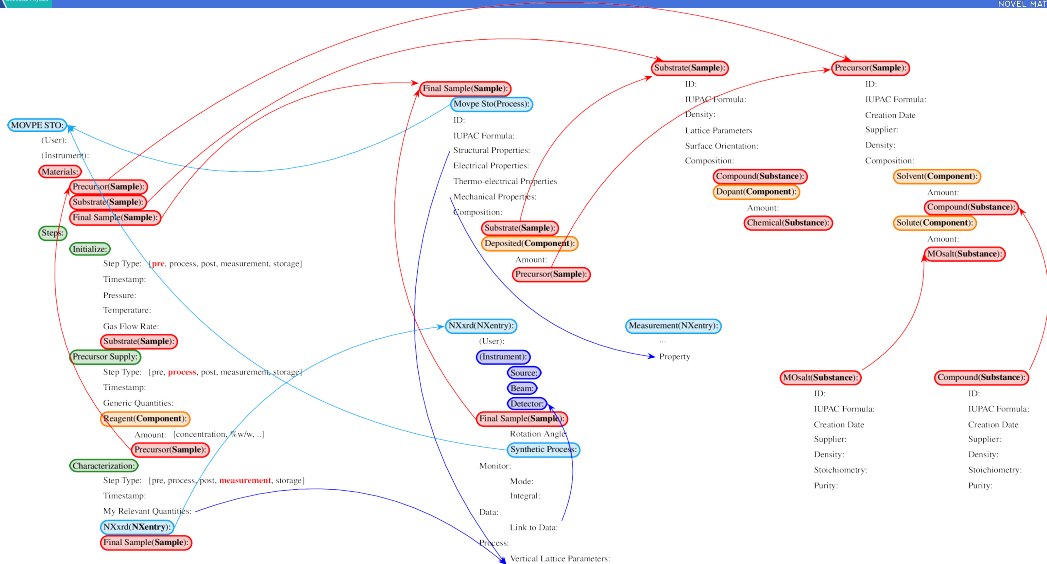 NOVEL MAT
MOVPE STO:
(User):
(Instrument):
Materials:
Precursor(Sample):
Substrate(Sample):
Final Sample(Sample):
Steps:
Initialize:
Step Type: [pre, process, post, measurement, storage]
Timestamp:
Pressure:
Temperature:
Gas Flow Rate:
Substrate(Sample):
Precursor Supply:
Step Type: [pre, process, post, measurement, storage]
Timestamp:
Generic Quantities:
Reagent(Component):
Amount: [concentration, %w/w, ..]
Precursor(Sample):
Characterization:
Step Type: [pre, process, post, measurement, storage]
Timestamp:
My Relevant Quantities:
NXxrd(NXentry):
Final Sample(Sample):
Final Sample(Sample):
Movpe Sto(Process):
ID:
IUPAC Formula:
Structural Properties:
Electrical Properties:
Thermo-electrical Properties
Mechanical Properties:
Composition:
Substrate(Sample):
Deposited(Component):
Amount:
Precursor(Sample):
NXxrd(NXentry):
(User):
(Instrument):
Source:
Beam:
Detector:
Final Sample(Sample):
Rotation Angle:
Synthetic Process:
Monitor:
Mode:
Integral:
Data:
Link to Data:
Process:
Vertical Lattice Parameters:
Substrate(Sample):
ID:
IUPAC Formula:
Density:
Lattice Parameters
Surface Orientation:
Composition:
Compound(Substance):
Dopant(Component):
Amount:
Chemical(Substance):
Measurement(NXentry):
...
Property
Precursor(Sample):
ID:
IUPAC Formula:
Creation Date
Supplier:
Density:
Composition:
Solvent(Component):
Amount:
Compound(Substance):
Solute(Component):
Amount:
MOsalt(Substance):
MOsalt(Substance):
ID:
IUPAC Formula:
Creation Date
Supplier:
Density:
Stoichiometry:
Purity:
Compound(Substance):
ID:
IUPAC Formula:
Creation Date
Supplier:
Density:
Stoichiometry:
Purity: